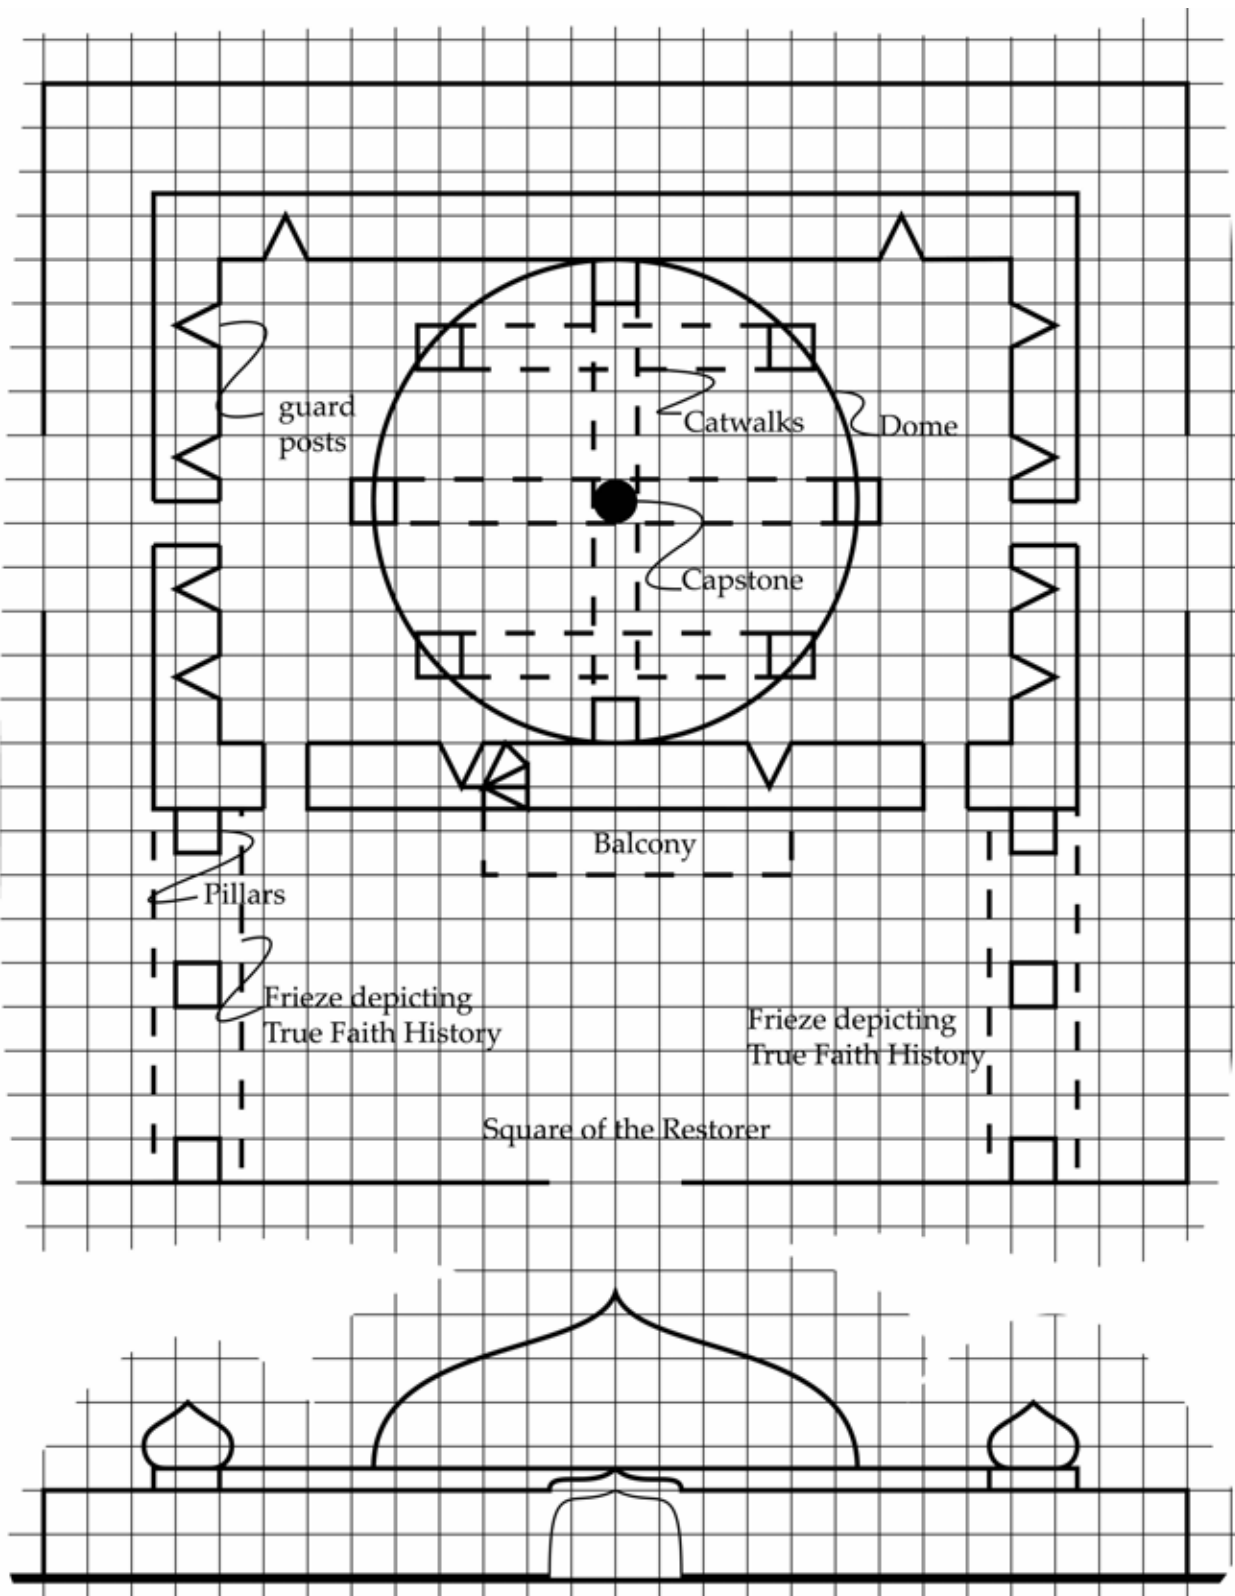 guard
posts
Catwalks
Dome
Capstone
Balcony
Pillars
Frieze depicting
True Faith History
Frieze depicting
True Faith History
Square of the Restorer